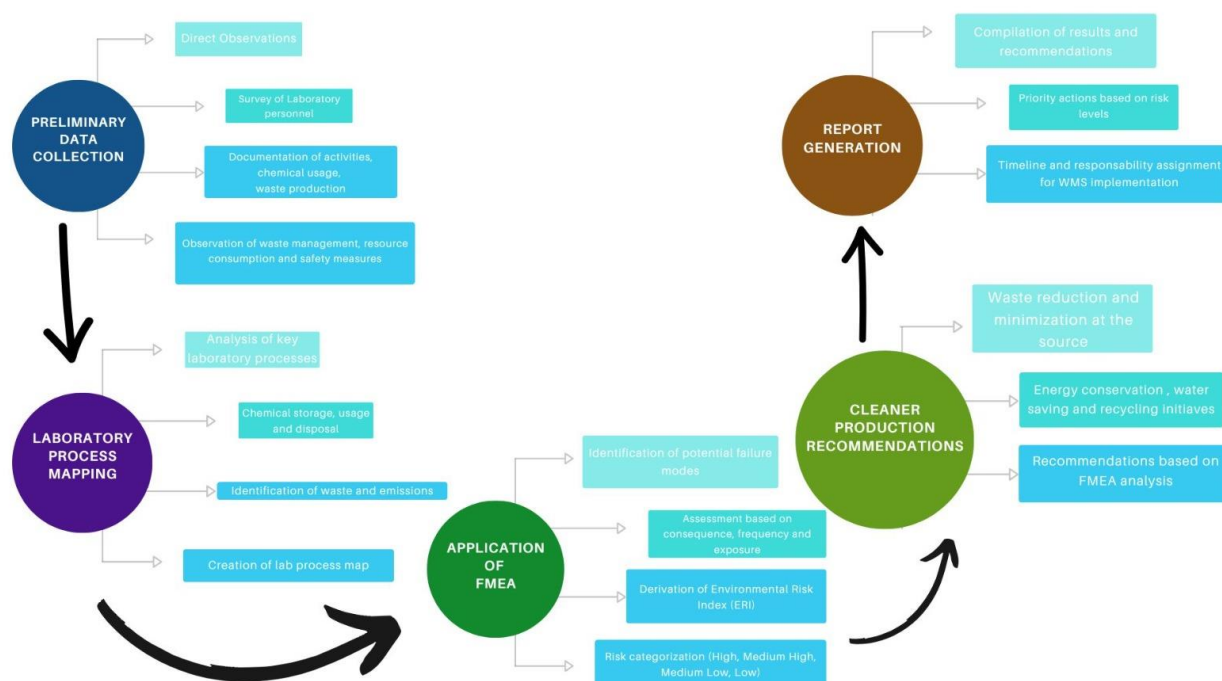 PRELIMINARY
DATA
COLLECTION
Direct Observations
Survey of Laboratory
personnel
Documentation of activities,
chemical usage,
waste production
Observation of waste management, resource
consumption and safety measures
LABORATORY
PROCESS
MAPPING
Analysis of key
laboratory processes
Chemical storage, usage
and disposal
Identification of waste and emissions
Creation of lab process map
APPLICATION
OF
FMEA
Identification of potential failure
modes
Assessment based on
consequence, frequency and
exposure
Derivation of Environmental Risk
Index (ERI)
Risk categorization (High, Medium High,
Medium Low, Low)
CLEANER
PRODUCTION
RECOMMENDATIONS
Waste reduction and
minimization at the
source
Energy conservation , water
saving and recycling initiaves
Recommendations based on
FMEA analysis
REPORT
GENERATION
Compilation of results and
recommendations
Priority actions based on risk
levels
Timeline and responsability assignment
for WMS implementation